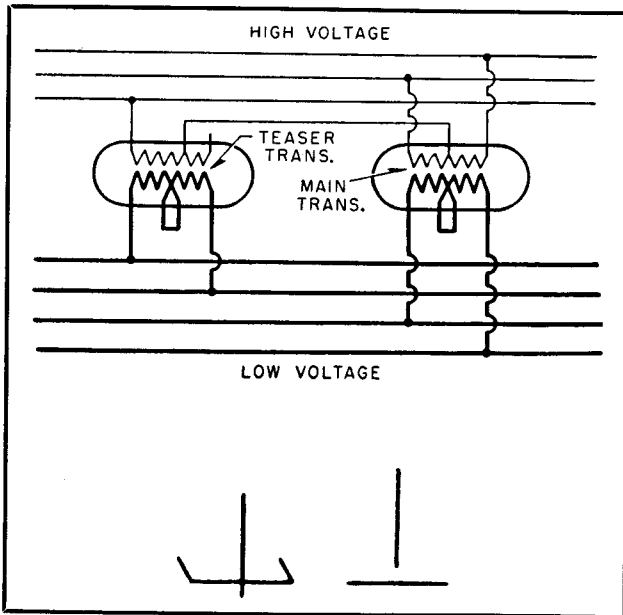 HIGH VOLTAGE
TEASER
TRANS.
MAIN
TRANS.
LOW VOLTAGE